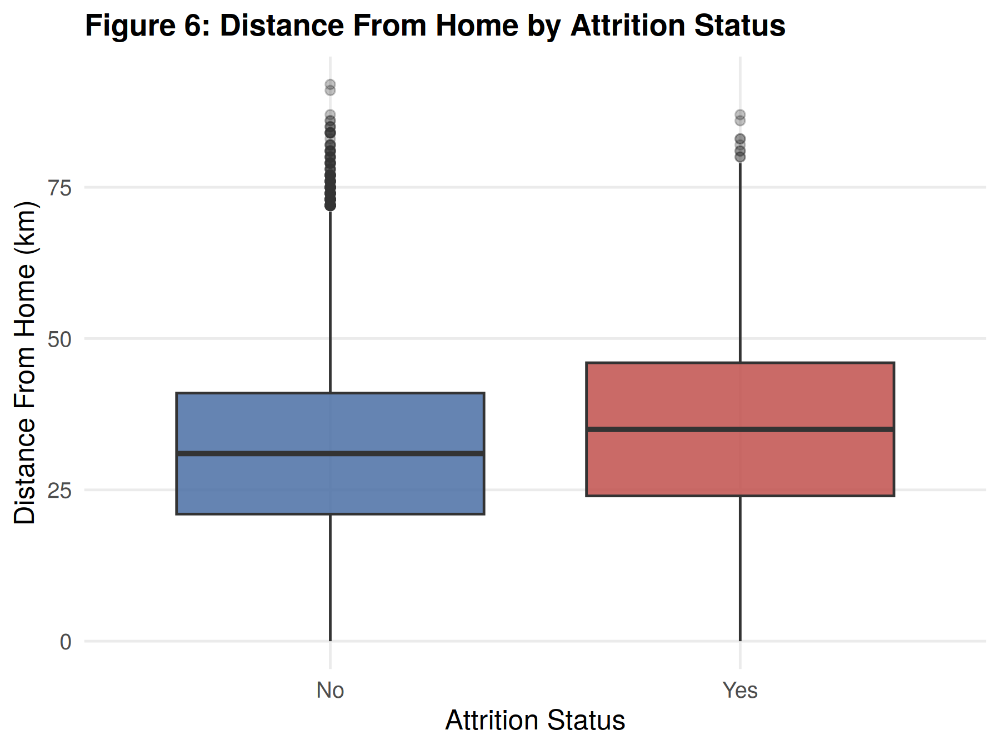 Figure 6: Distance From Home by Attrition Status
Distance From Home (km)
75
50
25
0
No
Yes
Attrition Status